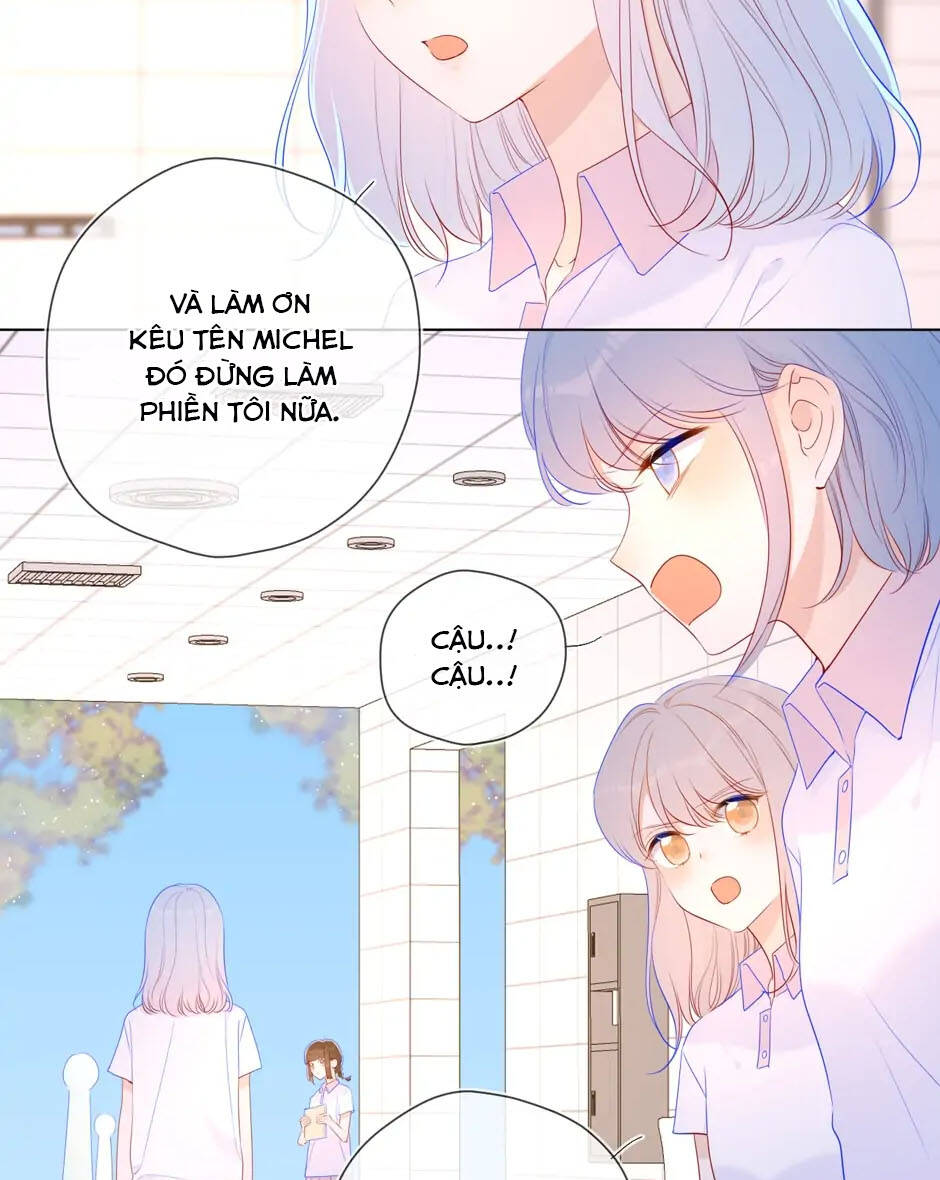 VÀ LÀM ƠN
KÊU TÊN MICHEL
ĐÓ ĐỪNG LÀM
PHIỀN TÔI NỮA.
CẬU..!
CẬU..!